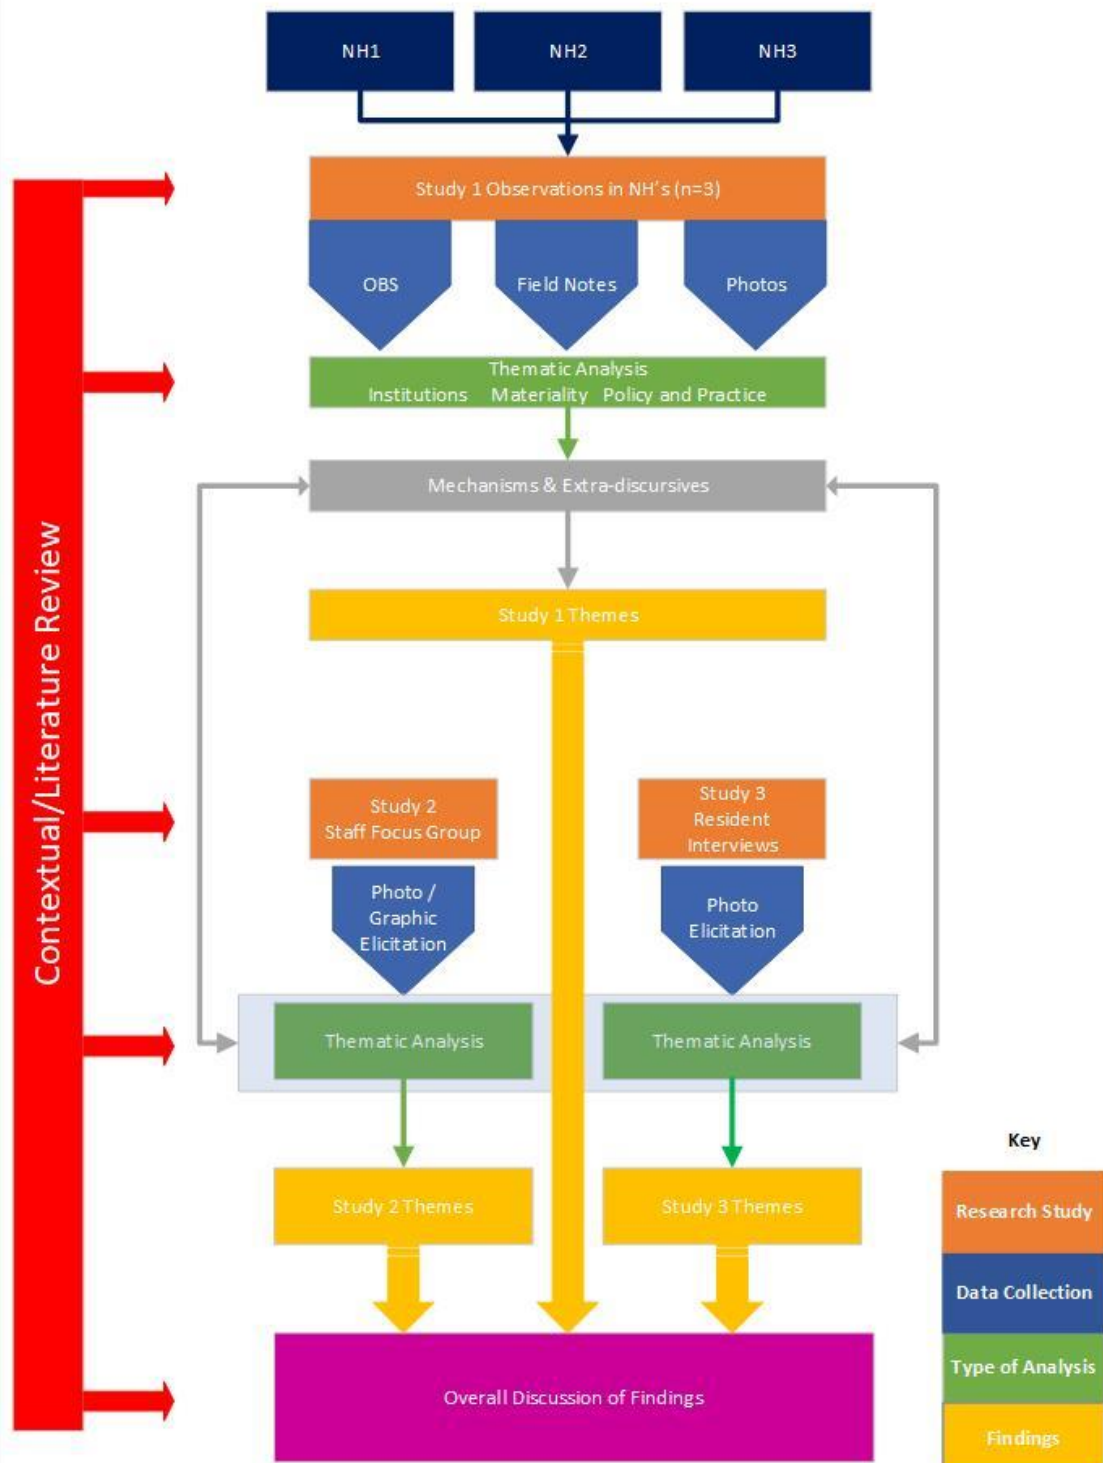 NH1
NH2
NH3
Study 1 Observations in NH's (n=3)
OBS
Field Notes
Photos
Thematic Analysis
Institutions Materiality Policy and Practice
Mechanisms & Extra-discursives
Study 1 Themes
Contextual/Literature Review
Study 2
Staff Focus Group
Study 3
Resident
Interviews
Photo /
Graphic
Elicitation
Photo
Elicitation
Thematic Analysis
Thematic Analysis
Study 2 Themes
Study 3 Themes
Overall Discussion of Findings
Key
Research Study
Data Collection
Type of Analysis
Findings